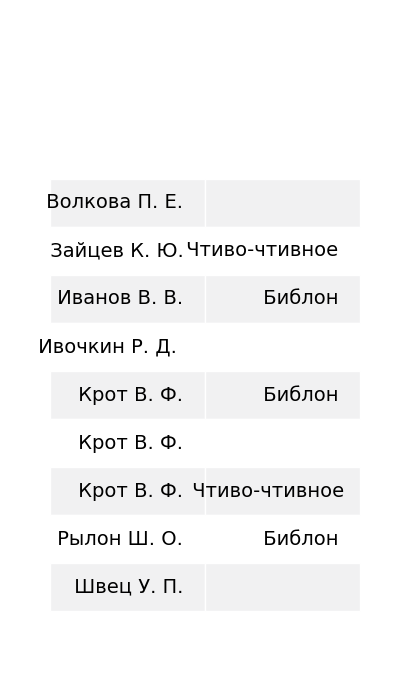 Волкова П. Е.
Зайцев К. Ю. Чтиво-чтивное
Иванов В. В. Библон
Ивочкин Р. Д.
Крот В. Ф. Библон
Крот В. Ф.
Крот В. Ф. Чтиво-чтивное
Рылон Ш. О. Библон
Швец У. П.